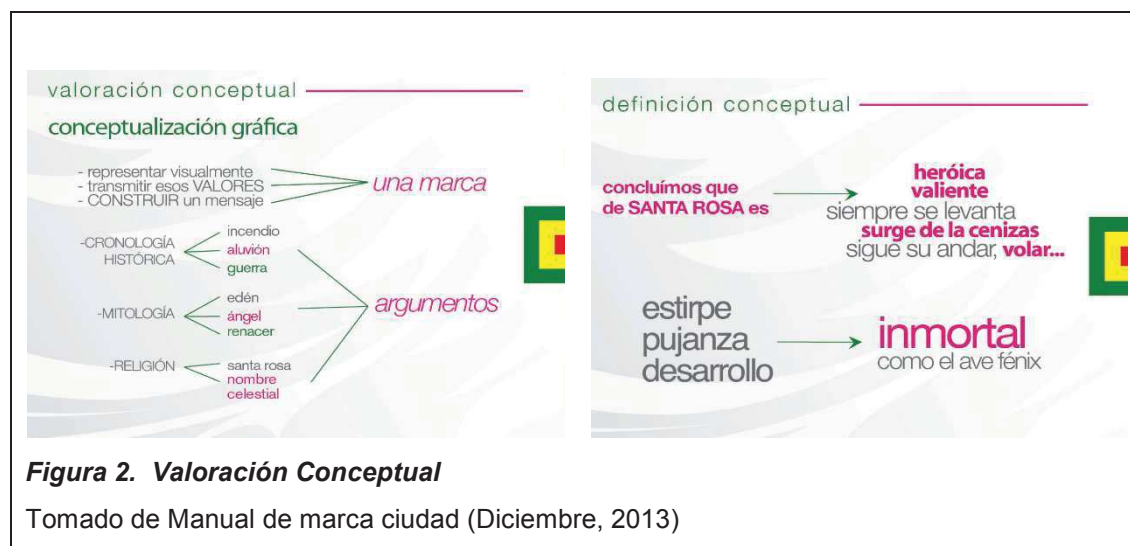 valoración conceptual
conceptualización gráfica
- representar visualmente
- transmitir esos VALORES
- CONSTRUIR un mensaje
una marca
-CRONOLOGÍA
HISTÓRICA
incendio
aluvión
guerra
-MITOLOGÍA
edén
ángel
renacer
argumentos
-RELIGIÓN
santa rosa
nombre
celestial
definición conceptual
concluímos que
de SANTA ROSA es
heróica
valiente
siempre se levanta
surge de la cenizas
sigue su andar, volar...
estirpe
pujanza
desarrollo
inmortal
como el ave fénix
Figura 2. Valoración Conceptual
Tomado de Manual de marca ciudad (Diciembre, 2013)